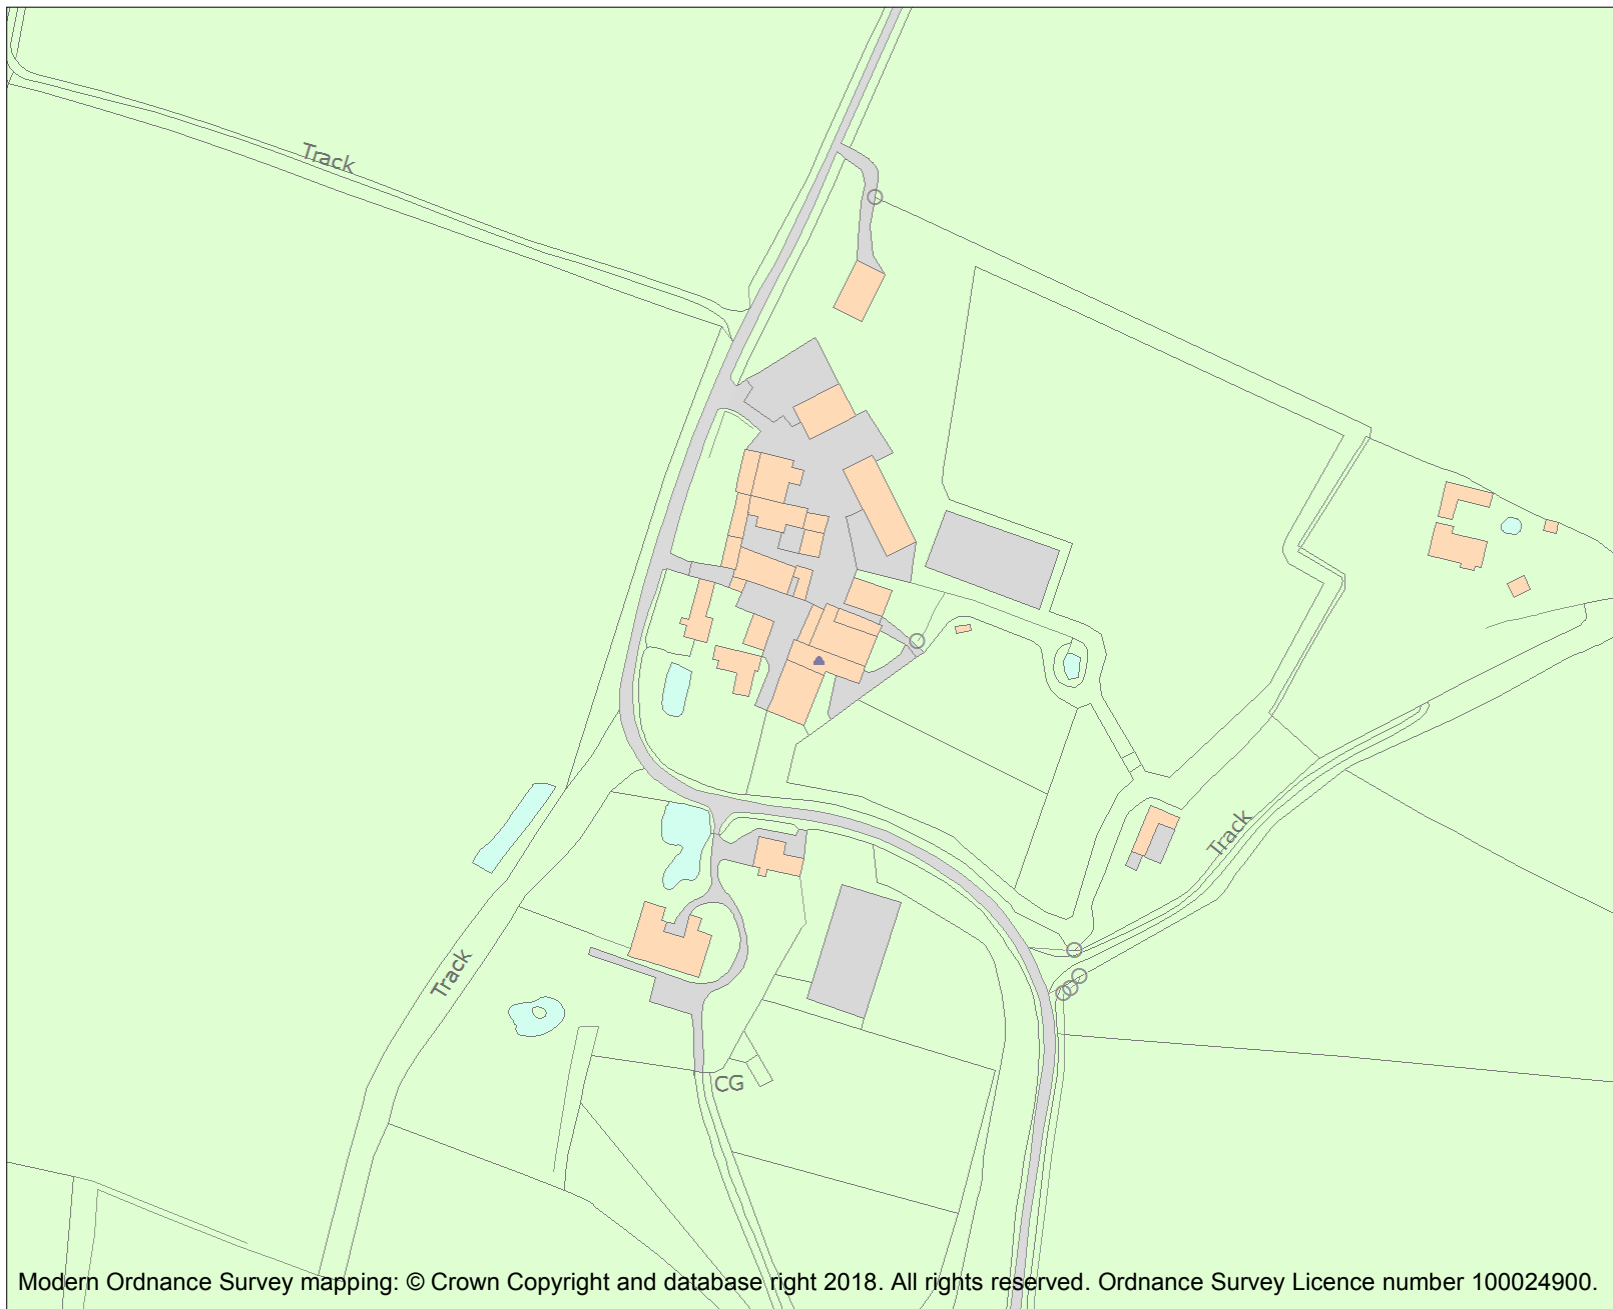 Track
Track
Track
CG
Modern Ordnance Survey mapping: © Crown Copyright and database right 2018. All rights reserved. Ordnance Survey Licence number 100024900.